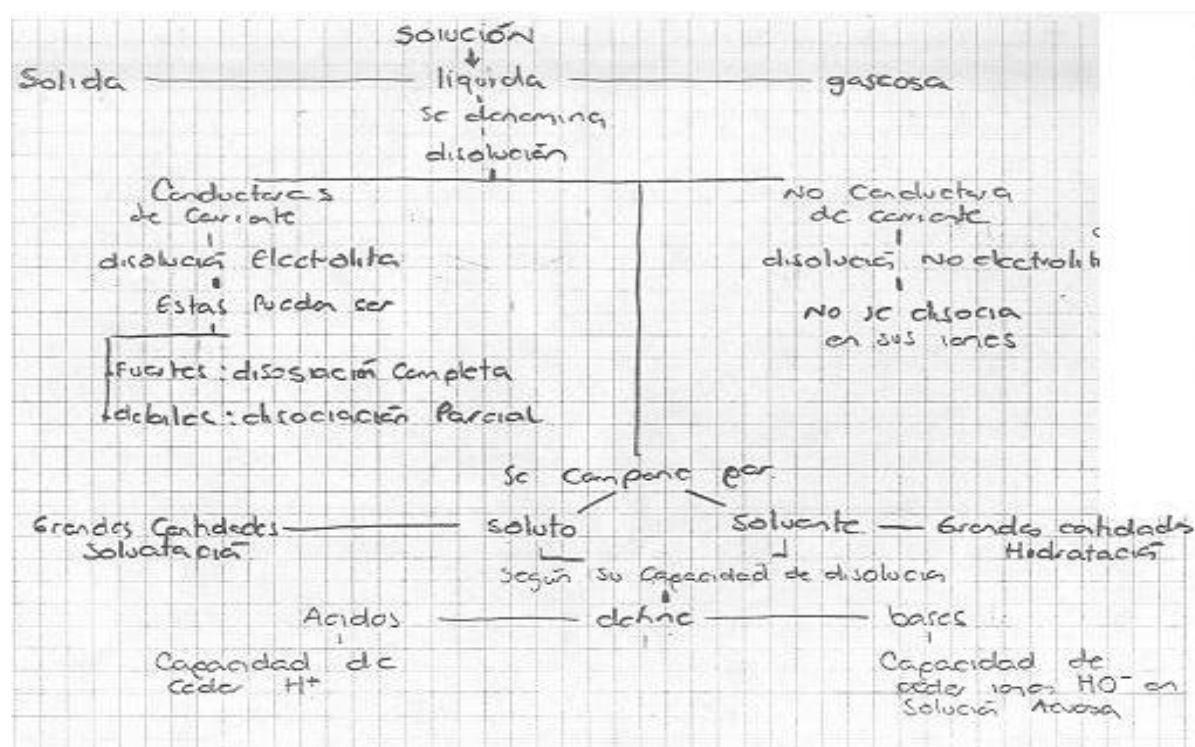 Solución
Solida líquida gaseosa
se denomina
disolución
Conductoras
de Corriente
No Conductora
de corriente
disolución Electrolita
disolución No electrolit
Estas Pueden ser
No se disocia
en sus iones
Fuertes : disosiación Completa
debiles : disociación Parcial
Se Compone por
Grandes Cantidades soluto Solvente Grandes cantidades
Solvatación Hidratación
Según su Capacidad de disolución
Acidos define bases
Capacidad de
ceder H⁺
Capacidad de
ceder iones HO⁻ en
Solución Acuosa